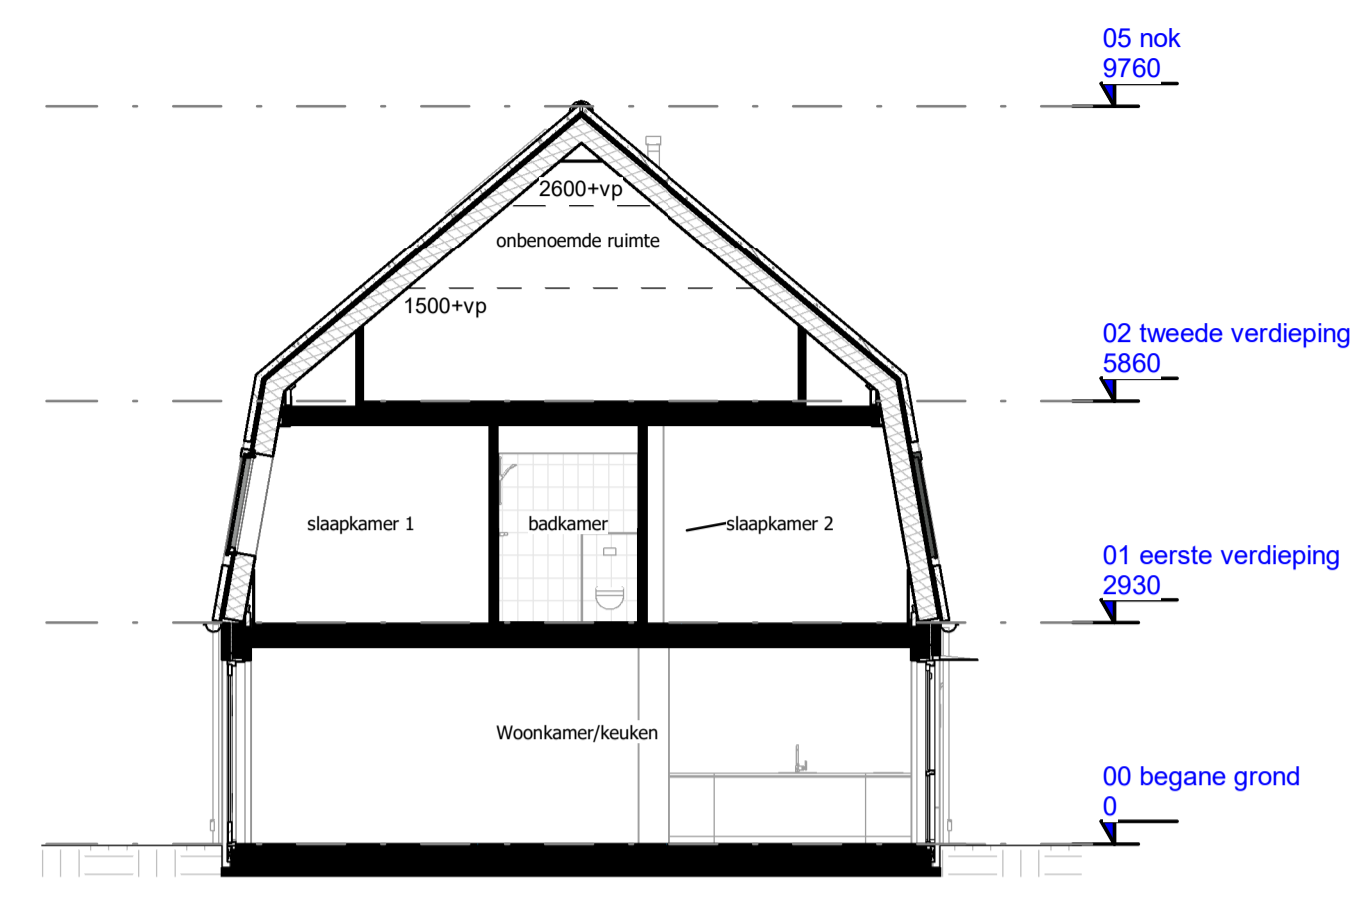 05 nok
9760
2600+vp
onbenoemde ruimte
1500+vp
02 tweede verdieping
5860
slaapkamer 1
badkamer
slaapkamer 2
01 eerste verdieping
2930
Woonkamer/keuken
00 begane grond
0